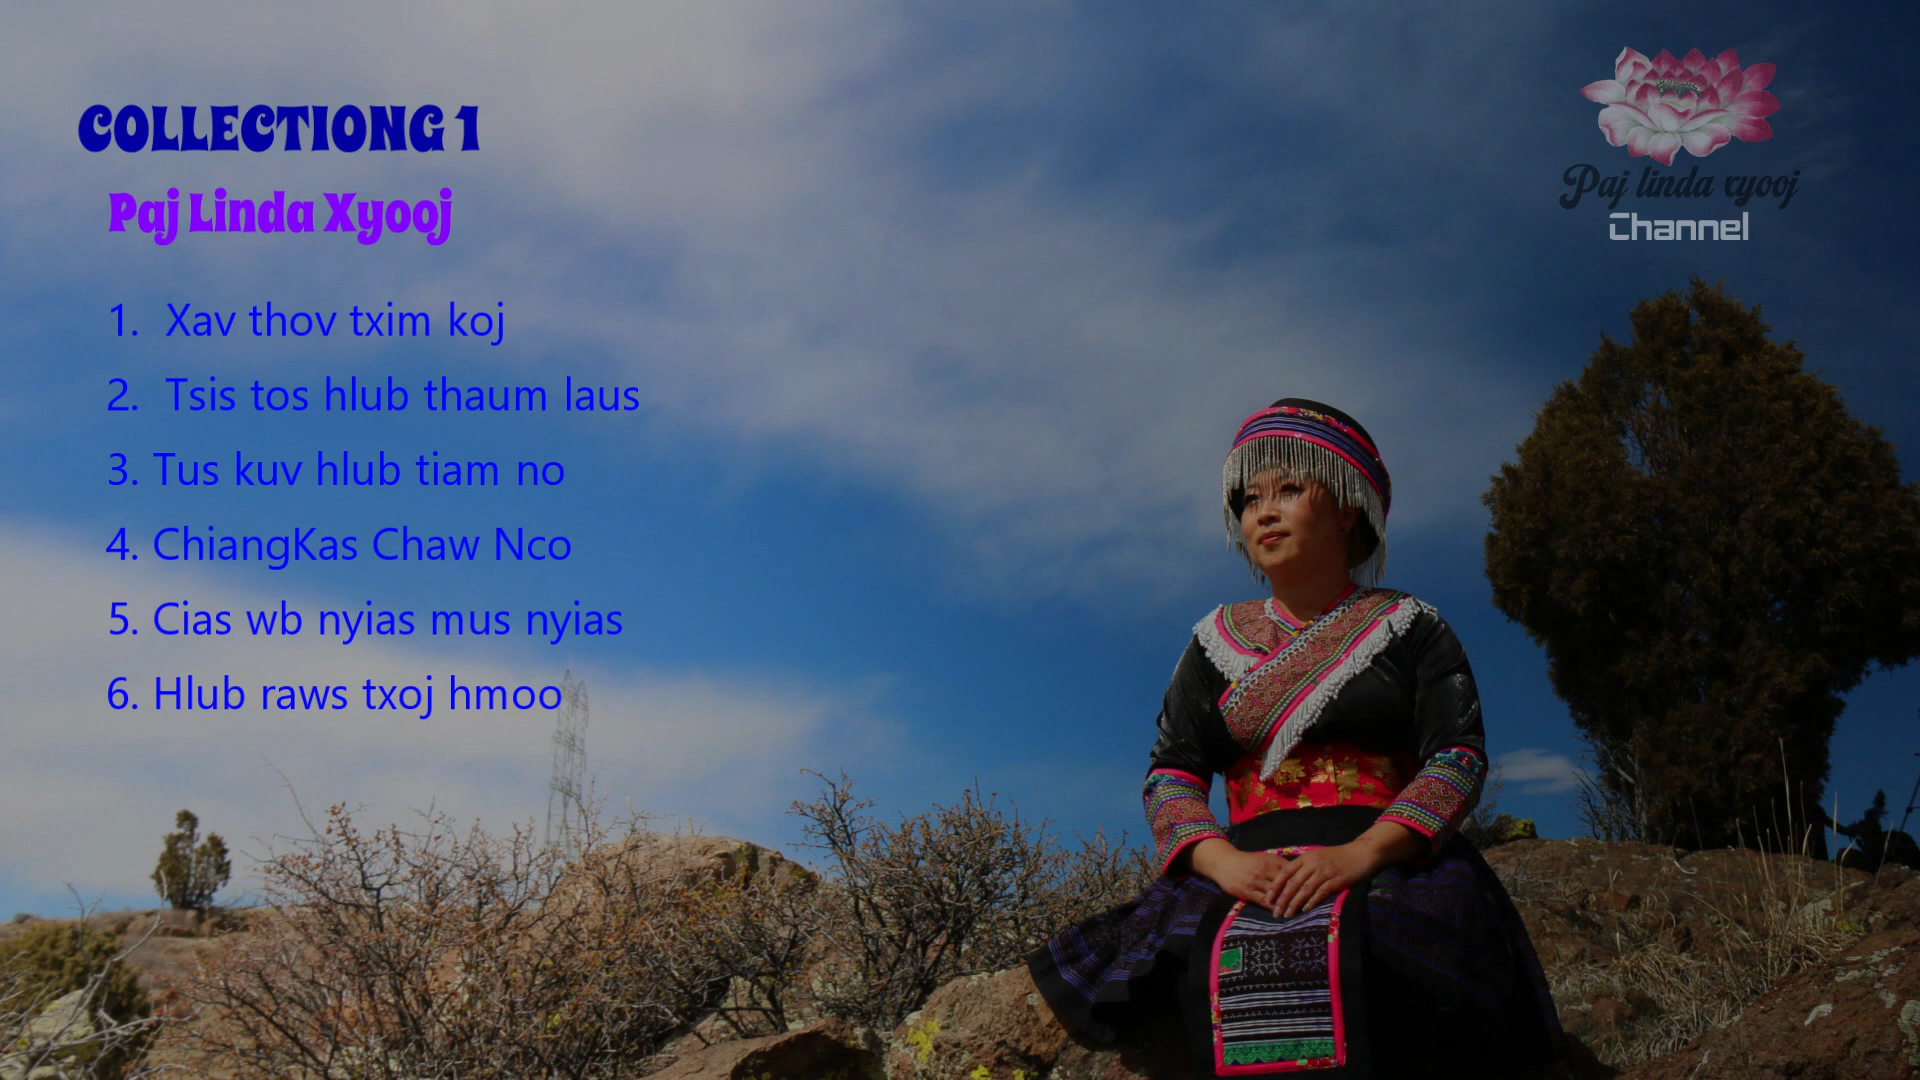 COLLECTIONG 1
Paj Linda Xyooj
1. Xav thov txim koj
2. Tsis tos hlub thaum laus
3. Tus kuv hlub tiam no
4. ChiangKas Chaw Nco
5. Cias wb nyias mus nyias
6. Hlub raws txoj hmoo
Paj linda xyooj
Channel